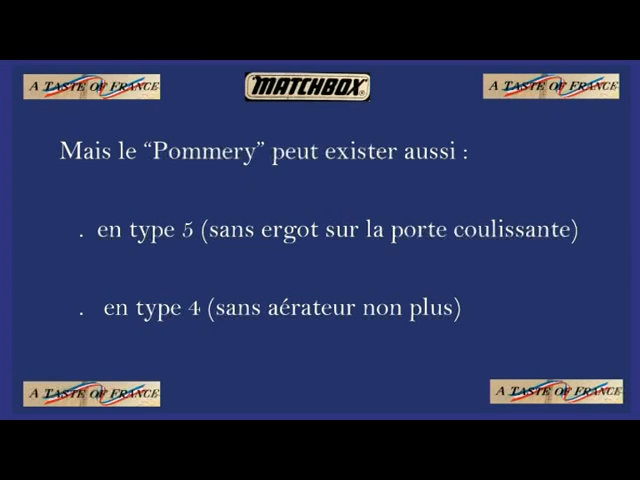 A TASTE OF FRANCE
MATCHBOX®
A TASTE OF FRANCE
Mais le “Pommery” peut exister aussi :
. en type 5 (sans ergot sur la porte coulissante)
. en type 4 (sans aérateur non plus)
A TASTE OF FRANCE
A TASTE OF FRANCE